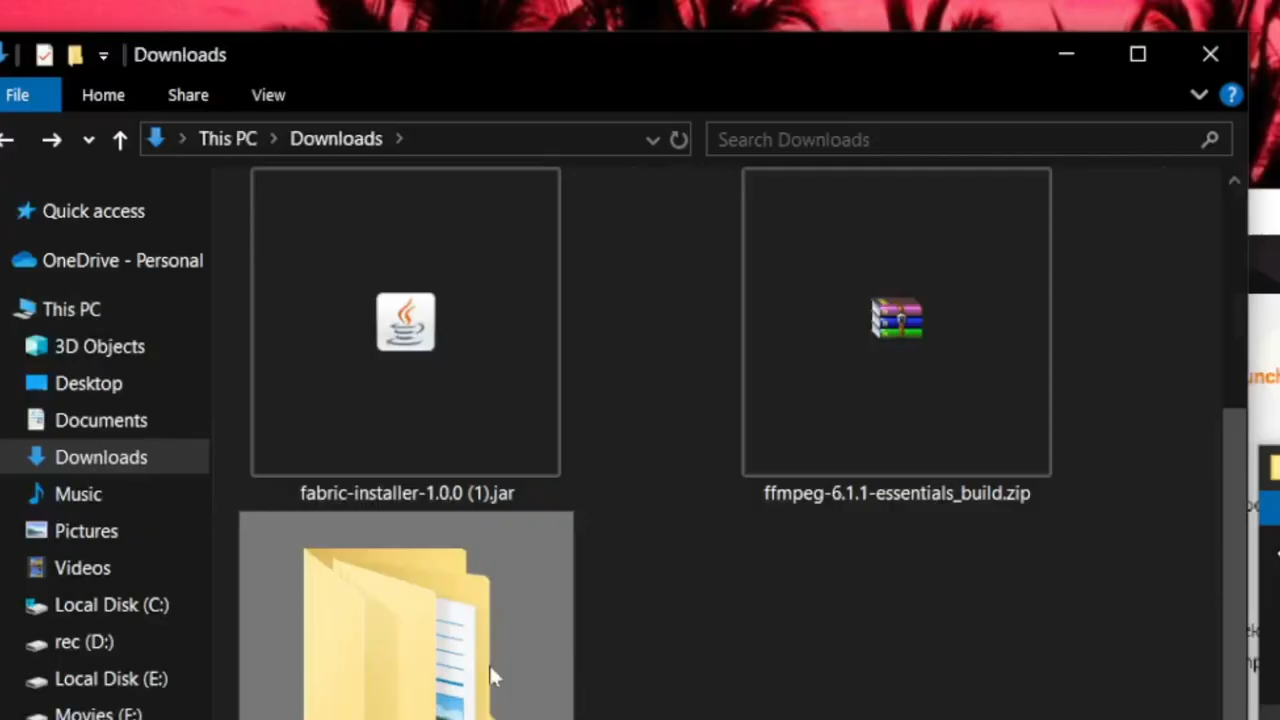 Downloads
File Home Share View
This PC Downloads
Search Downloads
Quick access
OneDrive - Personal
This PC
3D Objects
Desktop
Documents
Downloads
Music
Pictures
Videos
Local Disk (C:)
rec (D:)
Local Disk (E:)
Movies (F:)
fabric-installer-1.0.0 (1).jar
ffmpeg-6.1.1-essentials_build.zip